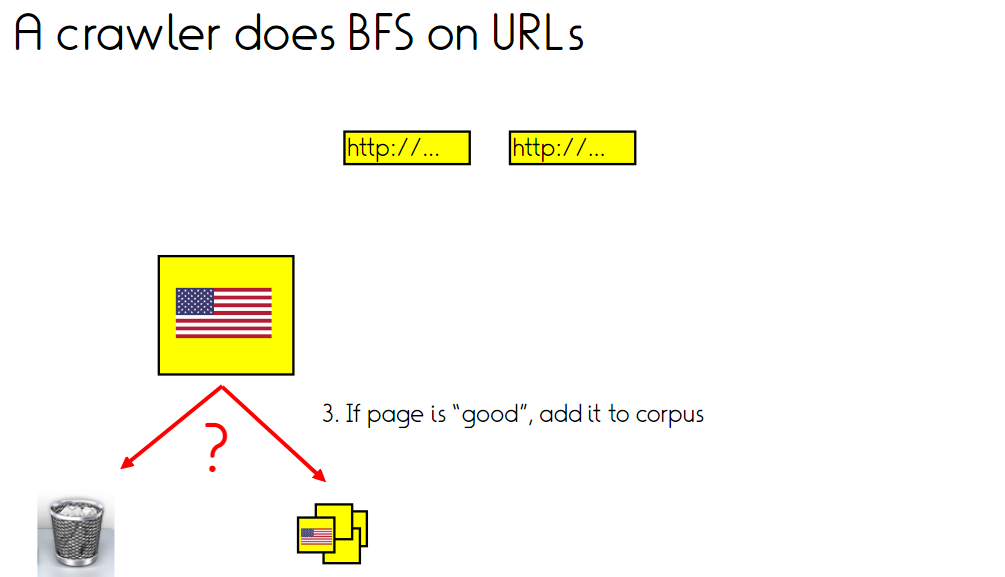 A crawler does BFS on URLs
http://... http://...
3. If page is “good”, add it to corpus
?